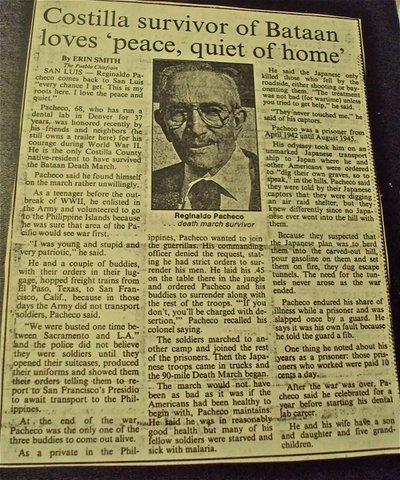 Costilla survivor of Bataan
loves 'peace, quiet of home'
By ERIN SMITH
The Pueblo Chieftain
SAN LUIS — Reginaldo Pa-
checo comes back to San Luis
"every chance I get. This is my
roots here. I love the peace and
quiet."
Pacheco, 68, who has run a
dental lab in Denver for 37
years, was honored recently by
his friends and neighbors (he
still owns a trailer here) for his
courage during World War II.
He is the only Costilla County
native-resident to have survived
the Bataan Death March.
Pacheco said he found himself
on the march rather unwillingly.
As a teenager before the out-
break of WWII, he enlisted in
the Army and volunteered to go
to the Philippine Islands because
he was sure that area of the Pa-
cific would see war first.
"I was young and stupid and
very patriotic," he said.
He and a couple of buddies,
with their orders in their lug-
gage, hopped freight trains from
El Paso, Texas, to San Fran-
cisco, Calif., because in those
days the Army did not transport
soldiers, Pacheco said.
"We were busted one time be-
tween Sacramento and L.A."
and the police did not believe
they were soldiers until they
opened their suitcases, produced
their uniforms and showed them
their orders telling them to re-
port to San Francisco's Presidio
to await transport to the Phil-
ippines.
At the end of the war,
Pacheco was the only one of the
three buddies to come out alive.
As a private in the Phil-
Reginaldo Pacheco
. . . death march survivor
ippines, Pacheco wanted to join
the guerrillas. His commanding
officer denied the request, stat-
ing he had strict orders to sur-
render his men. He laid his .45
on the table there in the jungle
and ordered Pacheco and his
buddies to surrender along with
the rest of the troops. "'If you
don't, you'll be charged with de-
sertion,'" Pacheco recalled his
colonel saying.
The soldiers marched to an-
other camp and joined the rest
of the prisoners. Then the Japa-
nese troops came in trucks and
the 90-mile Death March began.
The march would not have
been as bad as it was if the
Americans had been healthy to
begin with, Pacheco maintains.
He said he was in reasonably
good health but many of his
fellow soldiers were starved and
sick with malaria.
He said the Japanese only
killed those who fell by the
roadside, either shooting or bay-
onetting them. "The treatment
was not bad (for wartime) unless
you tried to get help," he said.
"They never touched me," he
said of his captors.
Pacheco was a prisoner from
April 1942 until August 1945.
His odyssey took him on an
unmarked Japanese transport
ship to Japan where he and
other Americans were ordered
to "dig their own graves, so to
speak," in the hills. Pacheco said
they were told by their Japanese
captors that they were digging
an air raid shelter, but they
knew differently since no Japa-
nese ever went into the hill with
them.
Because they suspected that
the Japanese plan was to herd
them into the carved-out hill,
pour gasoline on them and set
them on fire, they dug escape
tunnels. The need for the tun-
nels never arose as the war
ended.
Pacheco endured his share of
illness while a prisoner and was
slapped once by a guard. He
says it was his own fault because
he told the guard a fib.
One thing he noted about his
years as a prisoner: those pris-
oners who worked were paid 10
cents a day.
After the war was over, Pa-
checo said he celebrated for a
year before starting his dental
lab career.
He and his wife have a son
and daughter and five grand-
children.